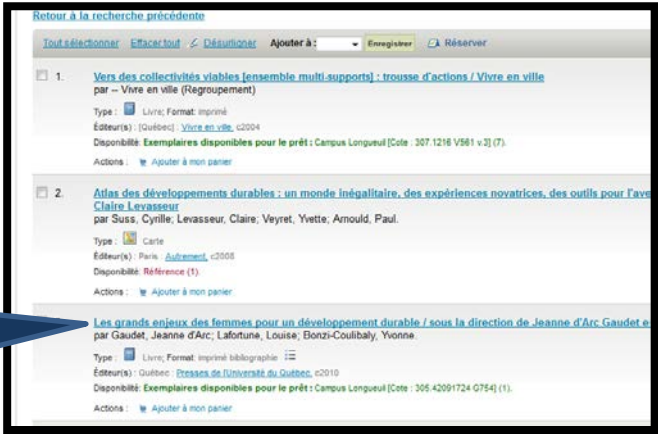 Retour à la recherche précédente
Tout sélectionner Effacer tout Désurligner Ajouter à : Enregistrer Réserver
1. Vers des collectivités viables [ensemble multi-supports] : trousse d'actions / Vivre en ville
par -- Vivre en ville (Regroupement)
Type : Livre; Format: imprimé
Éditeur(s) : [Québec] : Vivre en ville, c2004
Disponibilité: Exemplaires disponibles pour le prêt : Campus Longueuil [Cote : 307.1216 V561 v.3] (7).
Actions : Ajouter à mon panier
2. Atlas des développements durables : un monde inégalitaire, des expériences novatrices, des outils pour l'ave
Claire Levasseur
par Suss, Cyrille; Levasseur, Claire; Veyret, Yvette; Arnould, Paul.
Type : Carte
Éditeur(s) : Paris : Autrement, c2008
Disponibilité: Référence (1).
Actions : Ajouter à mon panier
Les grands enjeux des femmes pour un développement durable / sous la direction de Jeanne d'Arc Gaudet e
par Gaudet, Jeanne d'Arc; Lafortune, Louise; Bonzi-Coulibaly, Yvonne.
Type : Livre; Format: imprimé bibliographie
Éditeur(s) : Québec : Presses de l'Université du Québec, c2010
Disponibilité: Exemplaires disponibles pour le prêt : Campus Longueuil [Cote : 305.42091724 G754] (1).
Actions : Ajouter à mon panier